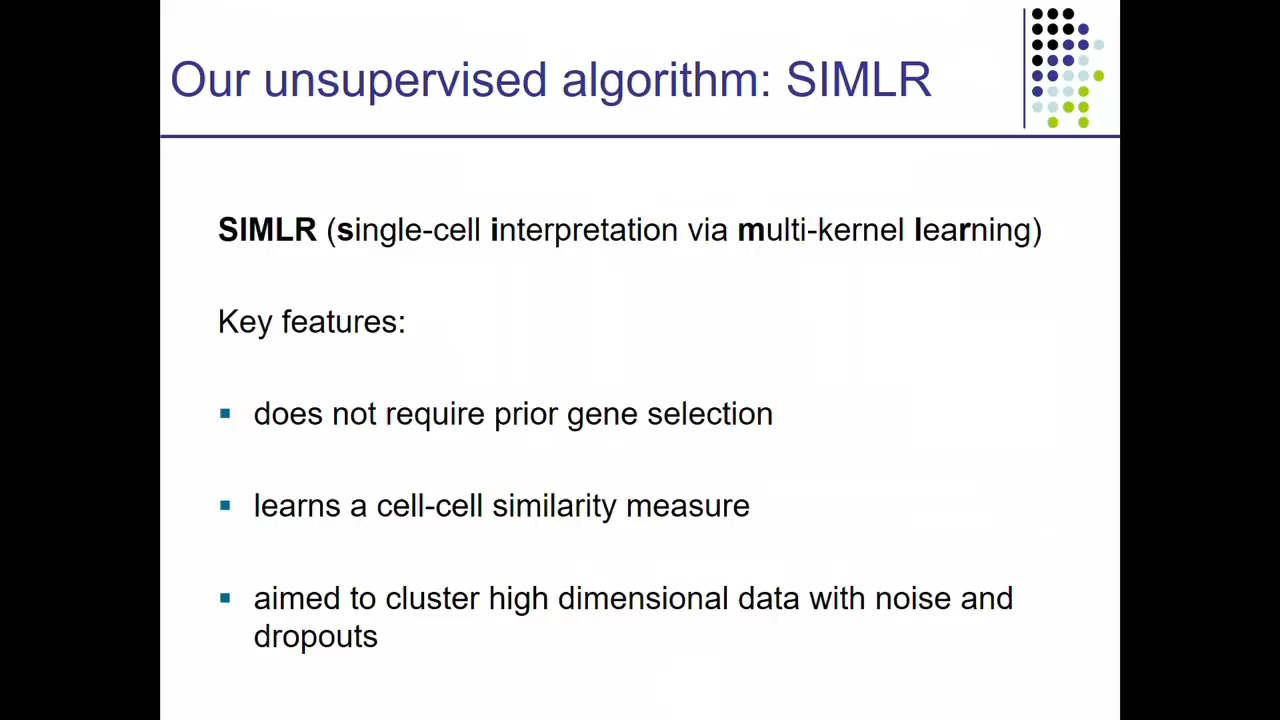 Our unsupervised algorithm: SIMLR
SIMLR (single-cell interpretation via multi-kernel learning)
Key features:
▪ does not require prior gene selection
▪ learns a cell-cell similarity measure
▪ aimed to cluster high dimensional data with noise and
dropouts